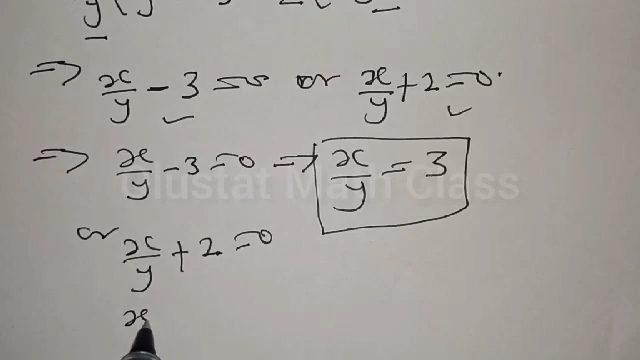 ⇒ x/y - 3 = 0 or x/y + 2 = 0.
⇒ x/y - 3 = 0 ⇒ x/y = 3
Glustat Math Class
or x/y + 2 = 0
x